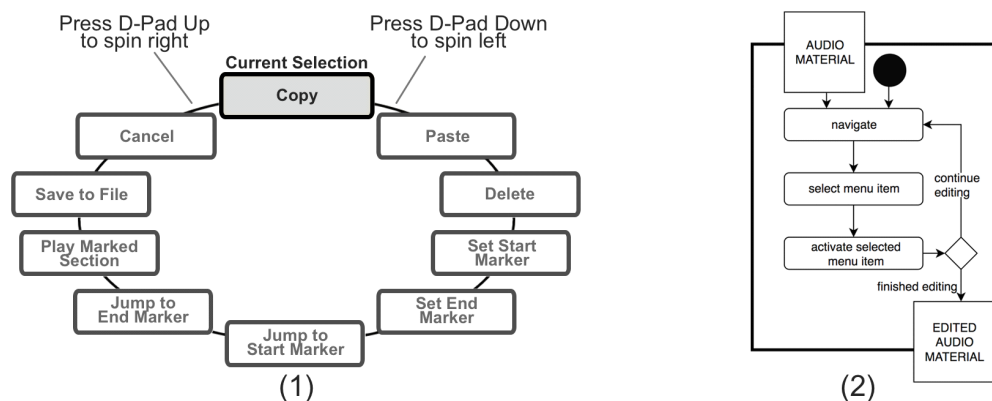 Press D-Pad Up
to spin right
Press D-Pad Down
to spin left
Current Selection
Copy
Cancel
Paste
Save to File
Delete
Play Marked
Section
Set Start
Marker
Jump to
End Marker
Set End
Marker
Jump to
Start Marker
(1)
AUDIO
MATERIAL
navigate
select menu item
continue
editing
activate selected
menu item
finished editing
EDITED
AUDIO
MATERIAL
(2)